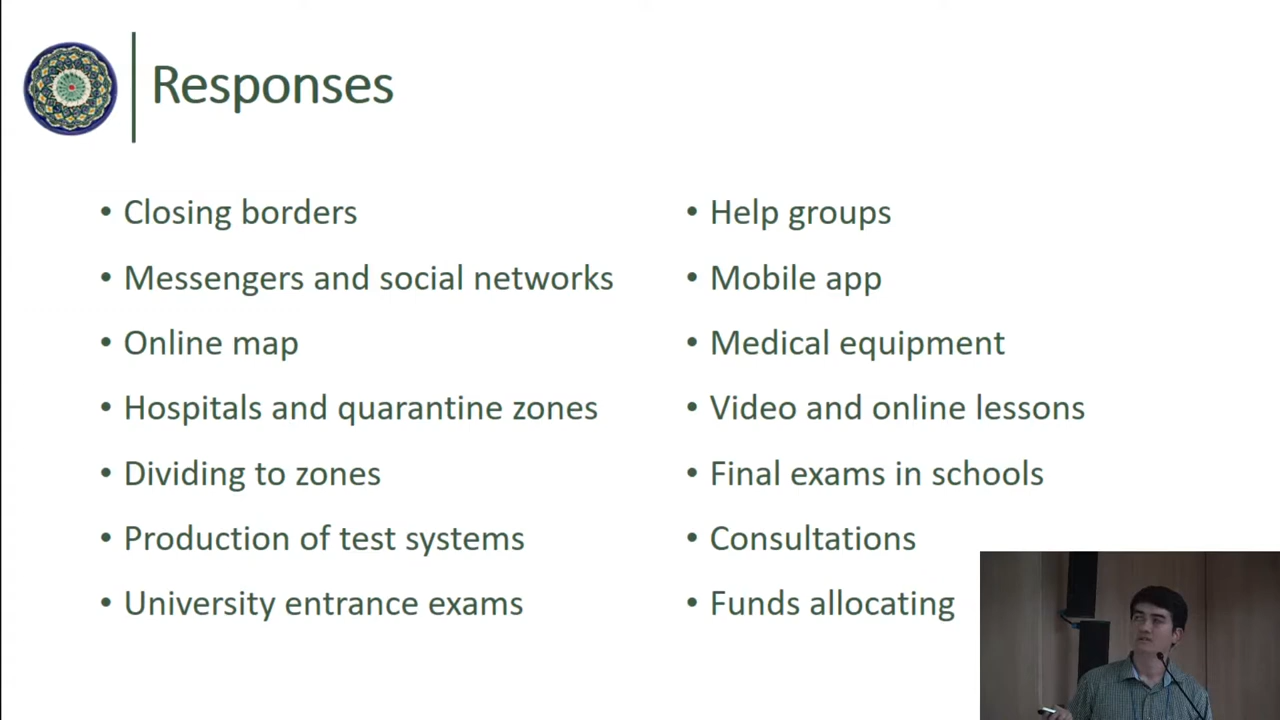 Responses
• Closing borders
• Messengers and social networks
• Online map
• Hospitals and quarantine zones
• Dividing to zones
• Production of test systems
• University entrance exams
• Help groups
• Mobile app
• Medical equipment
• Video and online lessons
• Final exams in schools
• Consultations
• Funds allocating